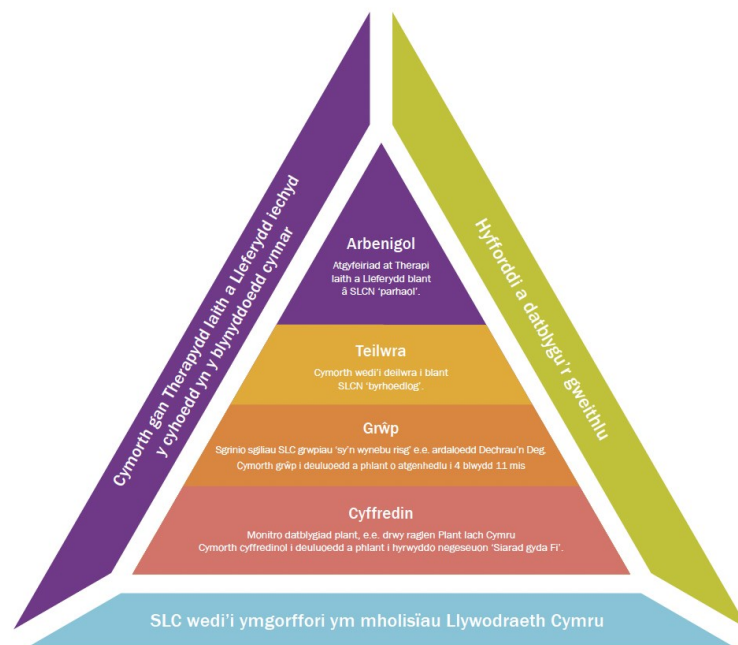 Cymorth gan Therapydd Iaith a Lleferydd iechyd
y cyhoedd yn y blynyddoedd cynnar
Hyfforddi a datblygu'r gweithlu
Arbenigol
Atgyfeiriad at Therapi
Iaith a Lleferydd blant
â SLCN 'parhaol'.
Teilwra
Cymorth wedi'i deilwra i blant
SLCN 'byrhoedlog'.
Grŵp
Sgrinio sgiliau SLC grwpiau 'sy'n wynebu risg' e.e. ardaloedd Dechrau'n Deg.
Cymorth grŵp i deuluoedd a phlant o atgenhedlu i 4 blwydd 11 mis
Cyffredin
Monitro datblygiad plant, e.e. drwy raglen Plant Iach Cymru
Cymorth cyffredinol i deuluoedd a phlant i hyrwyddo negeseuon 'Siarad gyda Fi'.
SLC wedi'i ymgorffori ym mholisïau Llywodraeth Cymru